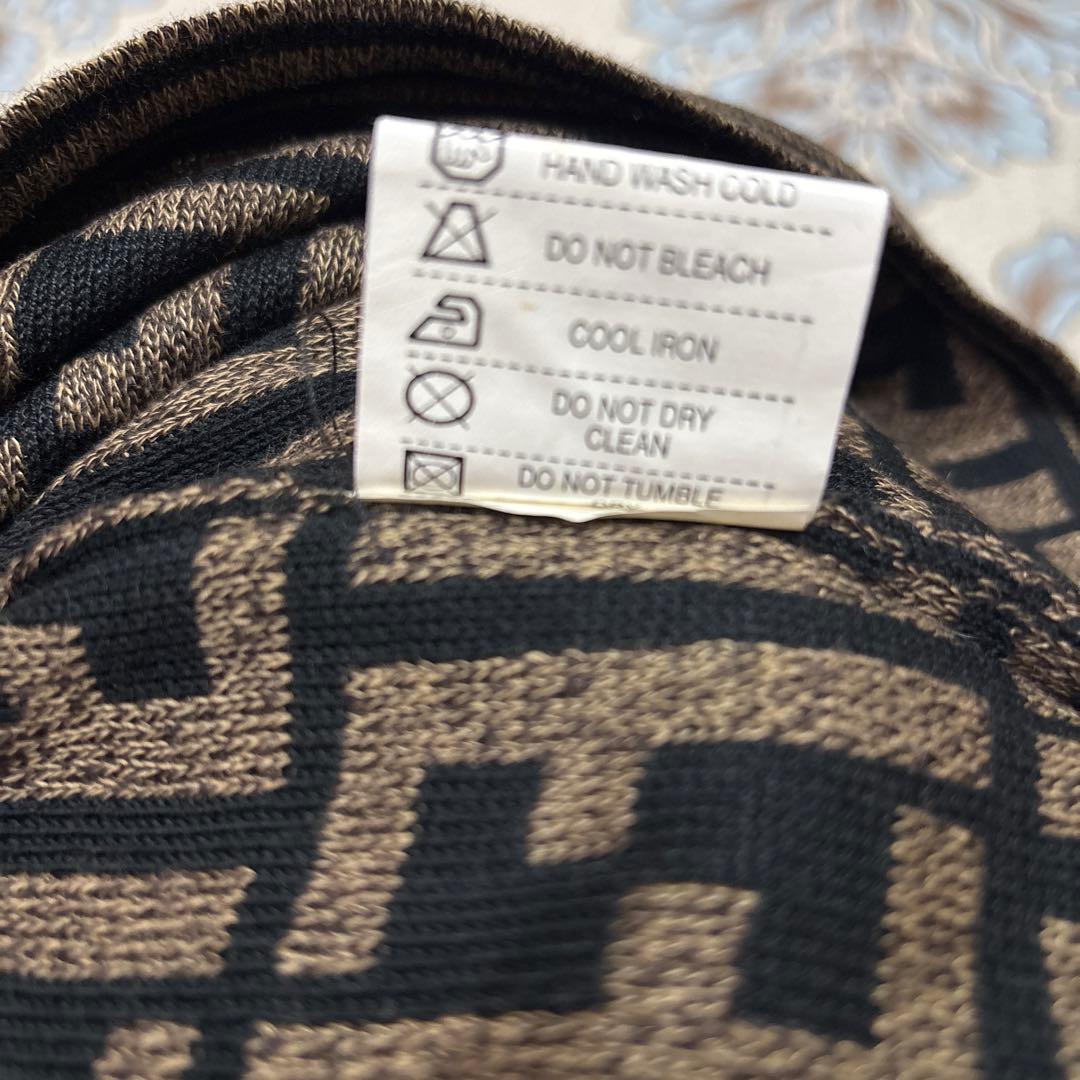 HAND WASH COLD
DO NOT BLEACH
COOL IRON
DO NOT DRY
CLEAN
DO NOT TUMBLE